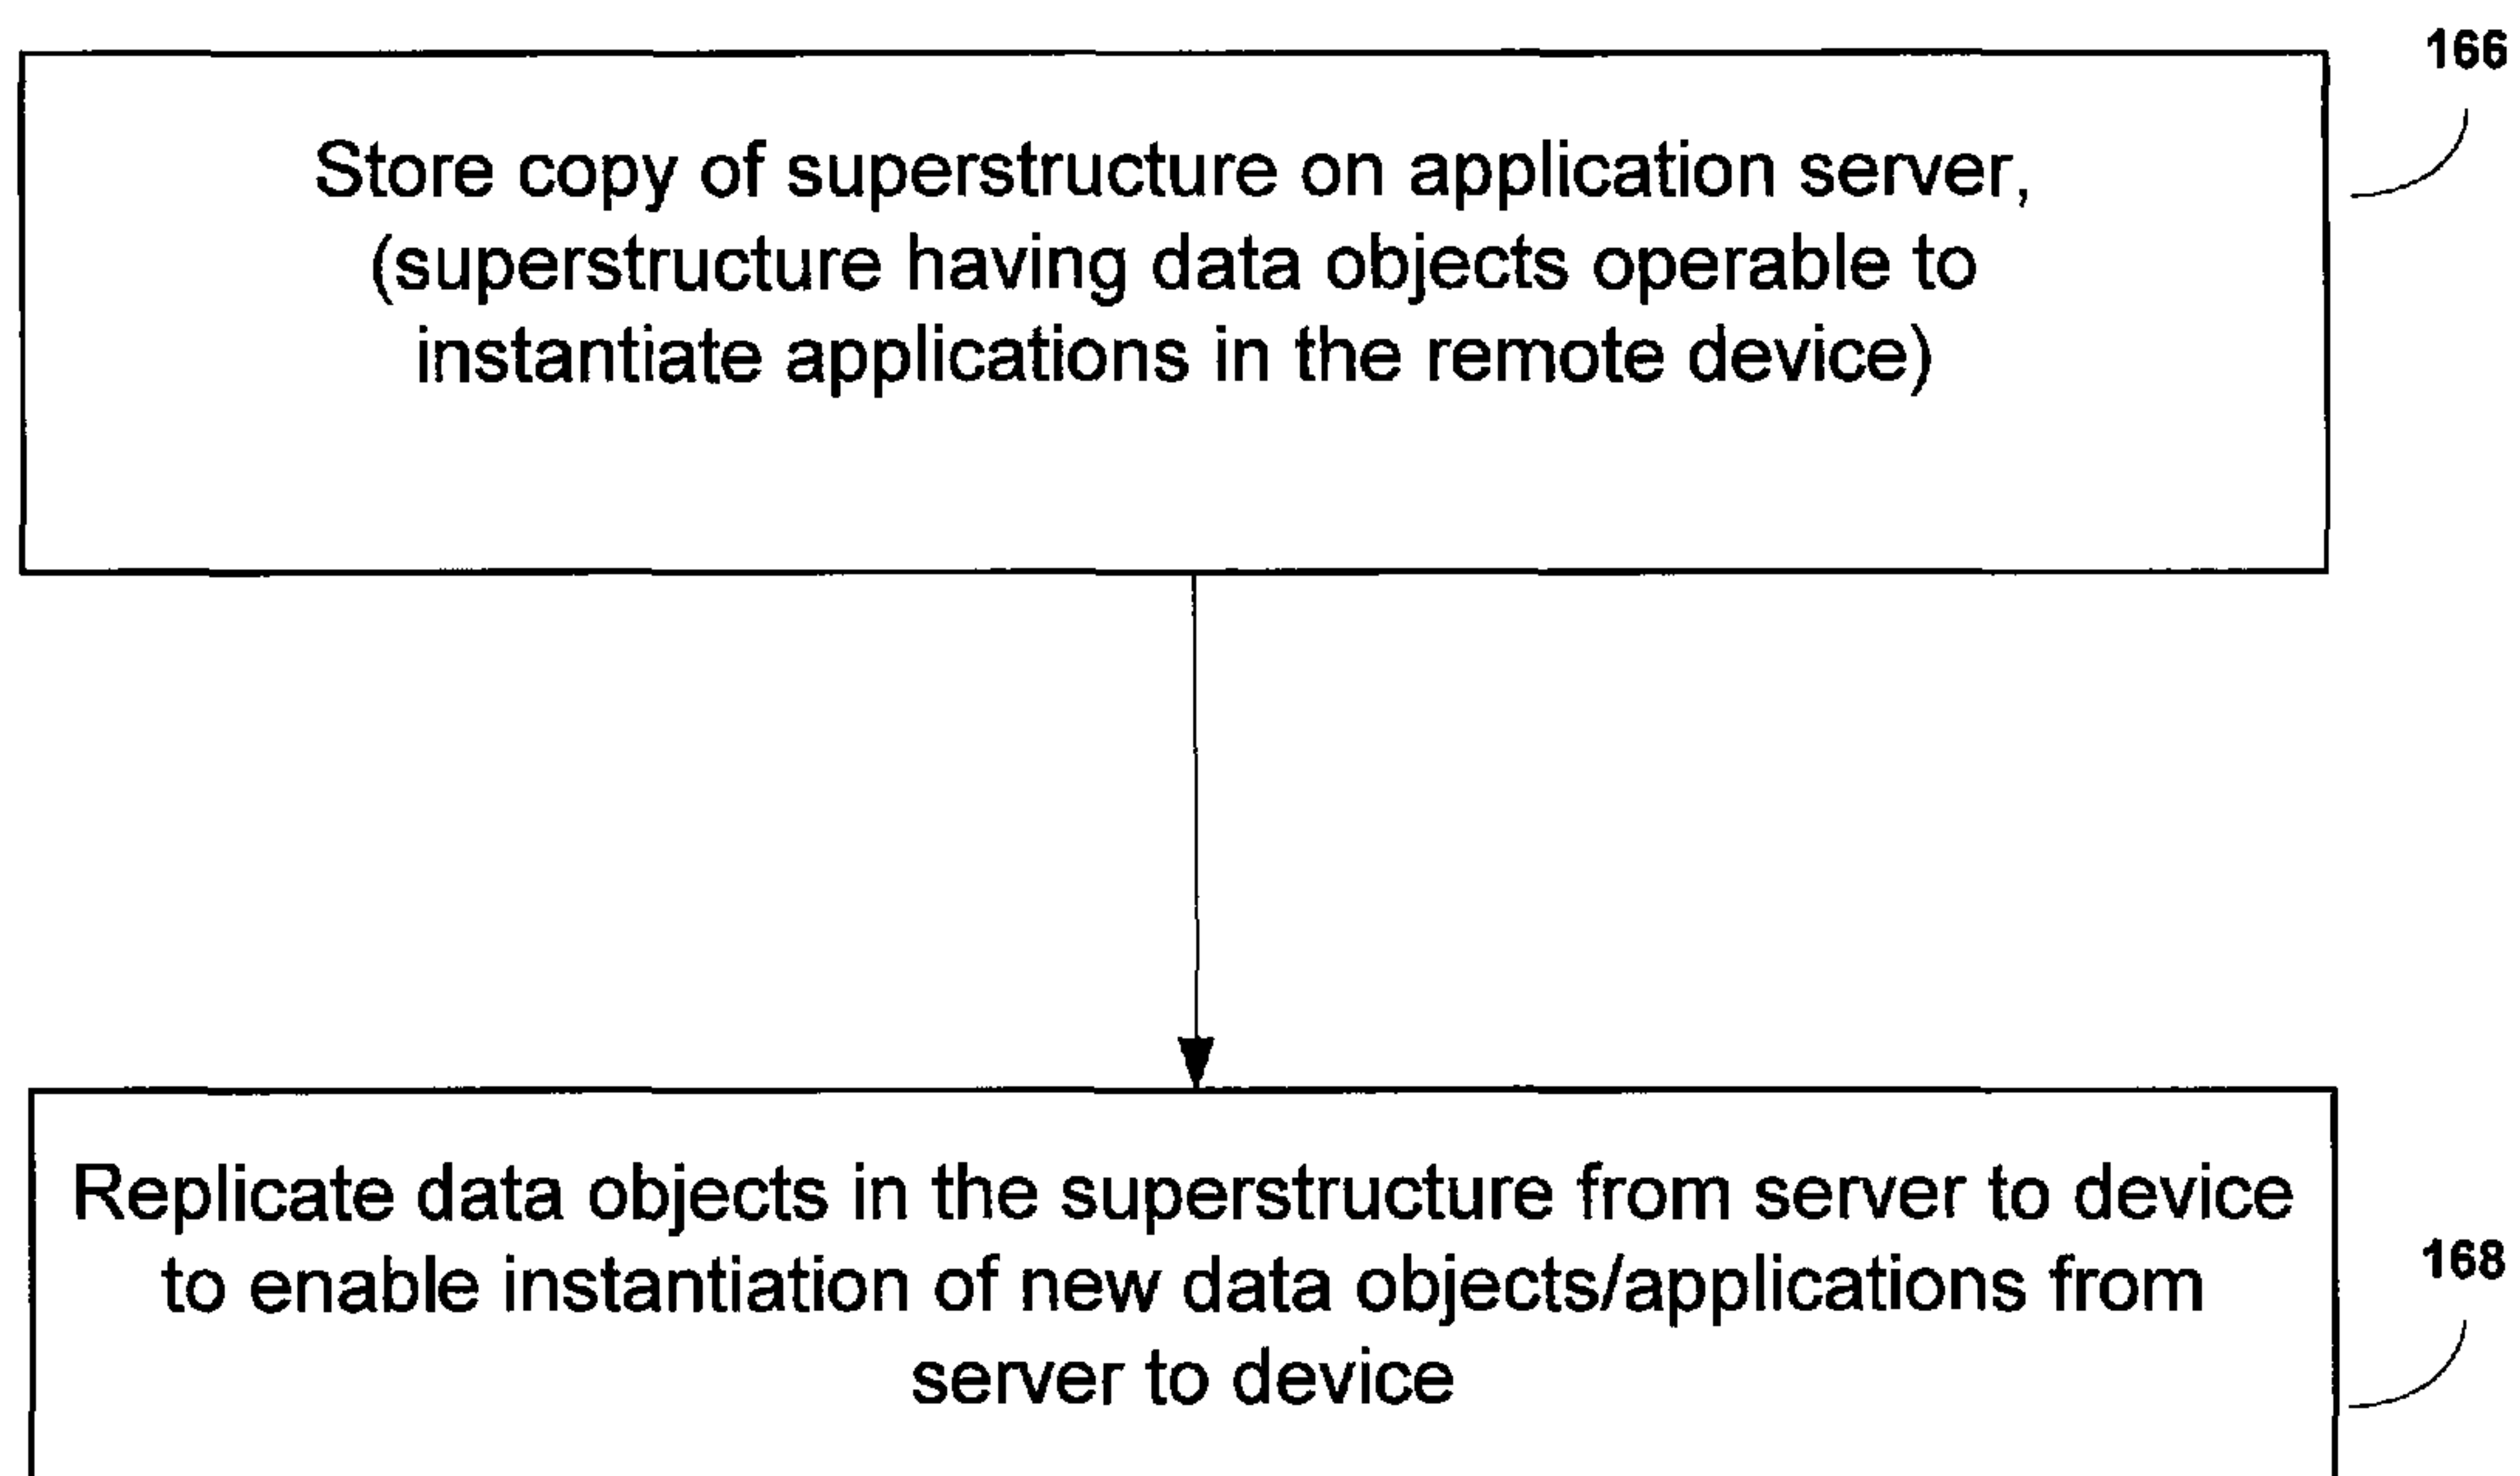 166
Store copy of superstructure on application server,
(superstructure having data objects operable to
instantiate applications in the remote device)
Replicate data objects in the superstructure from server to device
to enable instantiation of new data objects/applications from
server to device
168